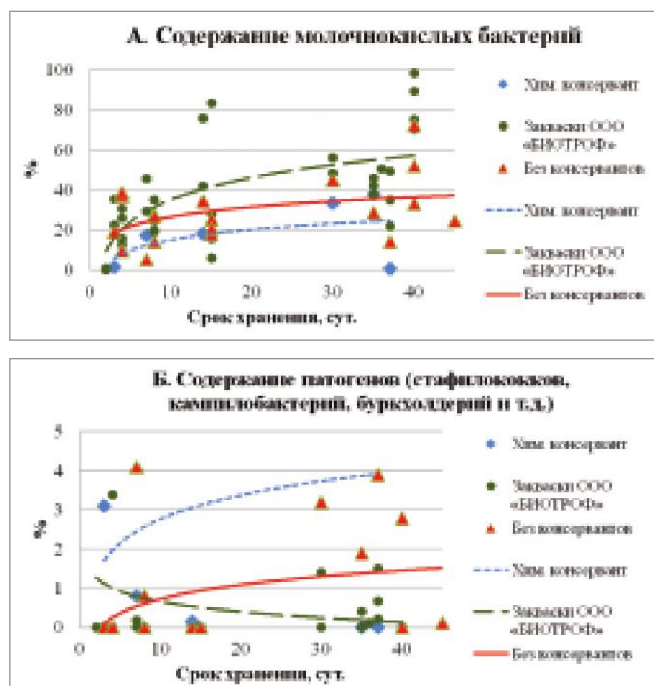 А. Содержание молочнокислых бактерий
100
80
60
40
20
0
%
0 10 20 30 40
Срок хранения, сут.
Хим. консервант
Закваски ООО
«БИОТРОФ»
Без консервантов
Хим. консервант
Закваски ООО
«БИОТРОФ»
Без консервантов
Б. Содержание патогенов (стафилококков,
кампилобактерий, буркхолдерий и т.д.)
5
4
3
2
1
0
%
0 10 20 30 40
Срок хранения, сут.
Хим. консервант
Закваски ООО
«БИОТРОФ»
Без консервантов
Хим. консервант
Закваски ООО
«БИОТРОФ»
Без консервантов